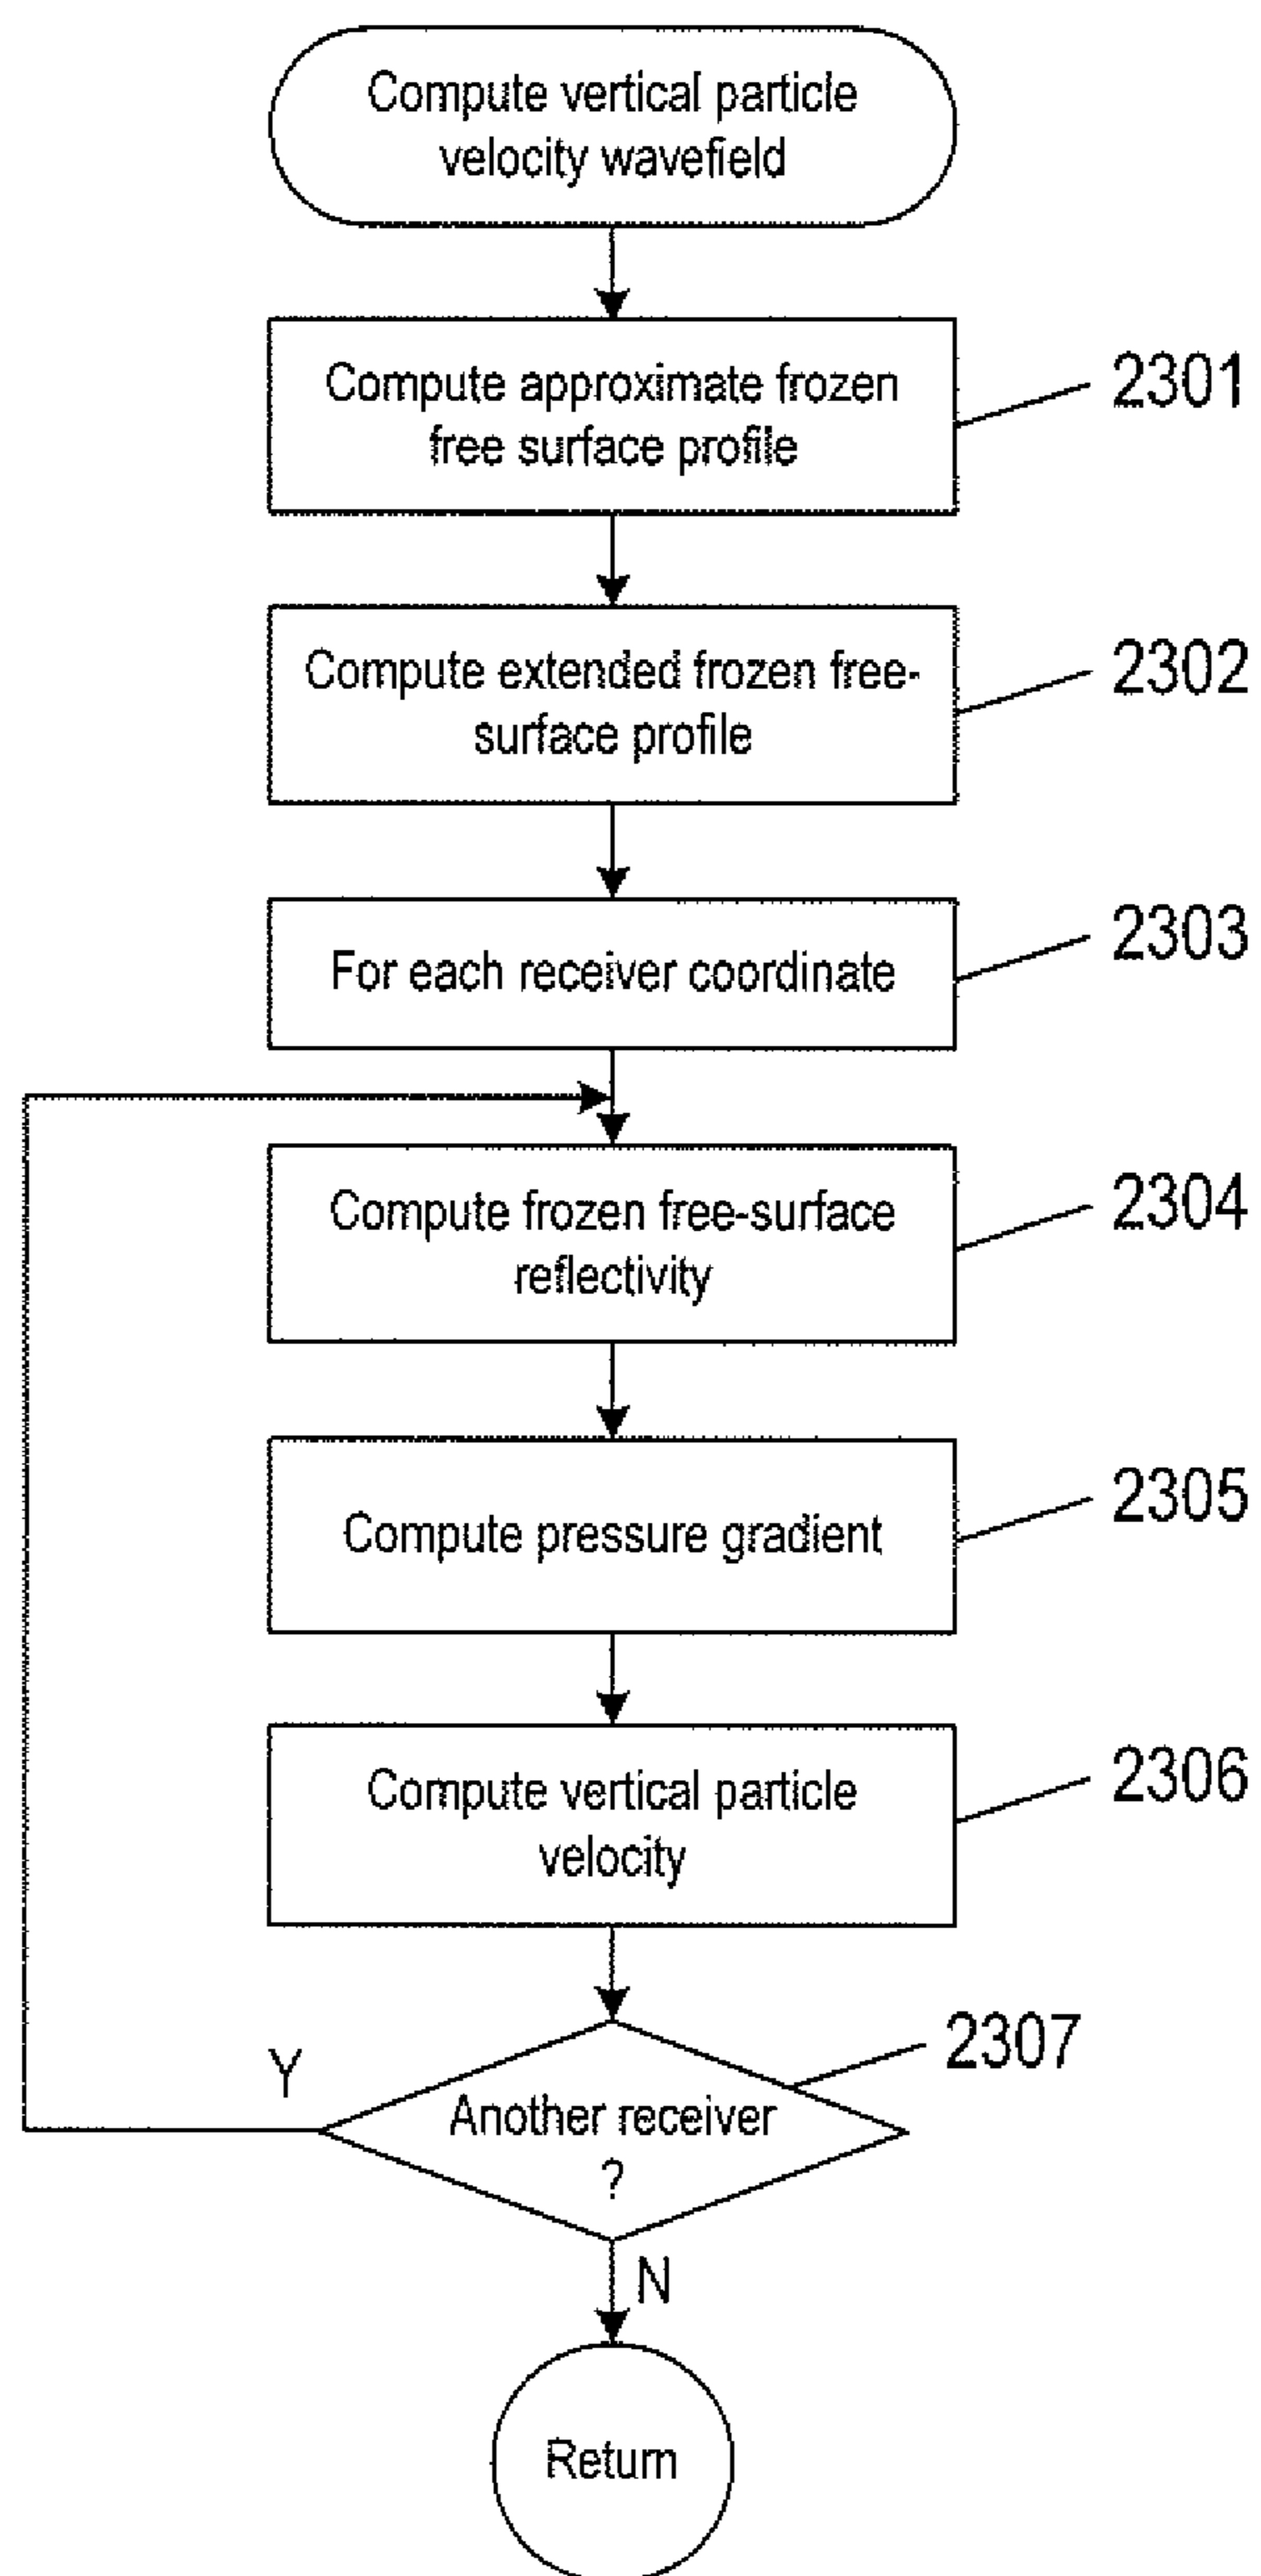 Compute vertical particle
velocity wavefield
Compute approximate frozen
free surface profile
2301
Compute extended frozen free-
surface profile
2302
For each receiver coordinate
2303
Compute frozen free-surface
reflectivity
2304
Compute pressure gradient
2305
Compute vertical particle
velocity
2306
2307
Y
Another receiver
?
N
Return